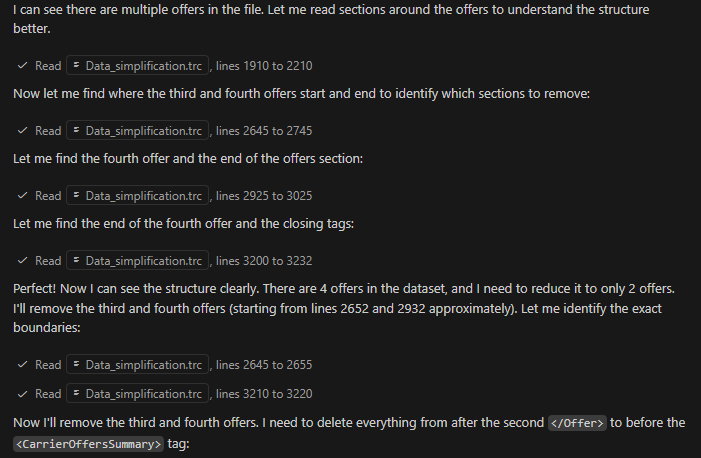 I can see there are multiple offers in the file. Let me read sections around the offers to understand the structure
better.
Read Data_simplification.trc, lines 1910 to 2210
Now let me find where the third and fourth offers start and end to identify which sections to remove:
Read Data_simplification.trc, lines 2645 to 2745
Let me find the fourth offer and the end of the offers section:
Read Data_simplification.trc, lines 2925 to 3025
Let me find the end of the fourth offer and the closing tags:
Read Data_simplification.trc, lines 3200 to 3232
Perfect! Now I can see the structure clearly. There are 4 offers in the dataset, and I need to reduce it to only 2 offers.
I'll remove the third and fourth offers (starting from lines 2652 and 2932 approximately). Let me identify the exact
boundaries:
Read Data_simplification.trc, lines 2645 to 2655
Read Data_simplification.trc, lines 3210 to 3220
Now I'll remove the third and fourth offers. I need to delete everything from after the second </Offer> to before the
<CarrierOffersSummary> tag: